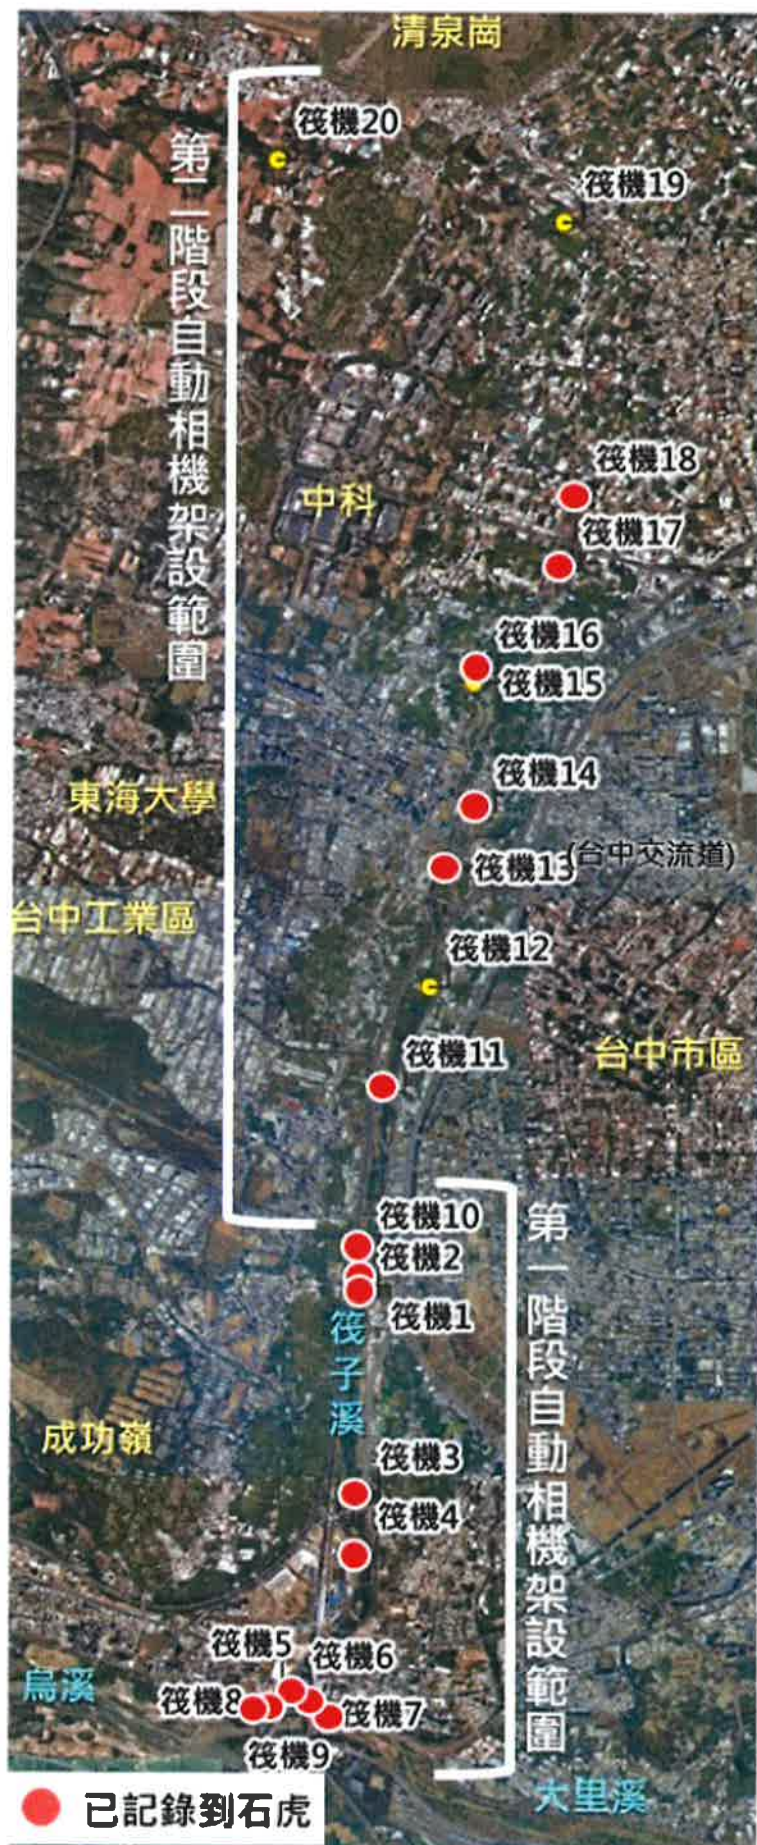 清泉崗
筏機20
筏機19
第二階段自動相機架設範圍
筏機18
中科
筏機17
筏機16
筏機15
筏機14
東海大學
筏機13
(台中交流道)
台中工業區
筏機12
筏機11
台中市區
筏機10
第一階段自動相機架設範圍
筏機2
筏機1
筏子溪
成功嶺
筏機3
筏機4
筏機5
筏機6
烏溪
筏機8
筏機7
筏機9
大里溪
已記錄到石虎